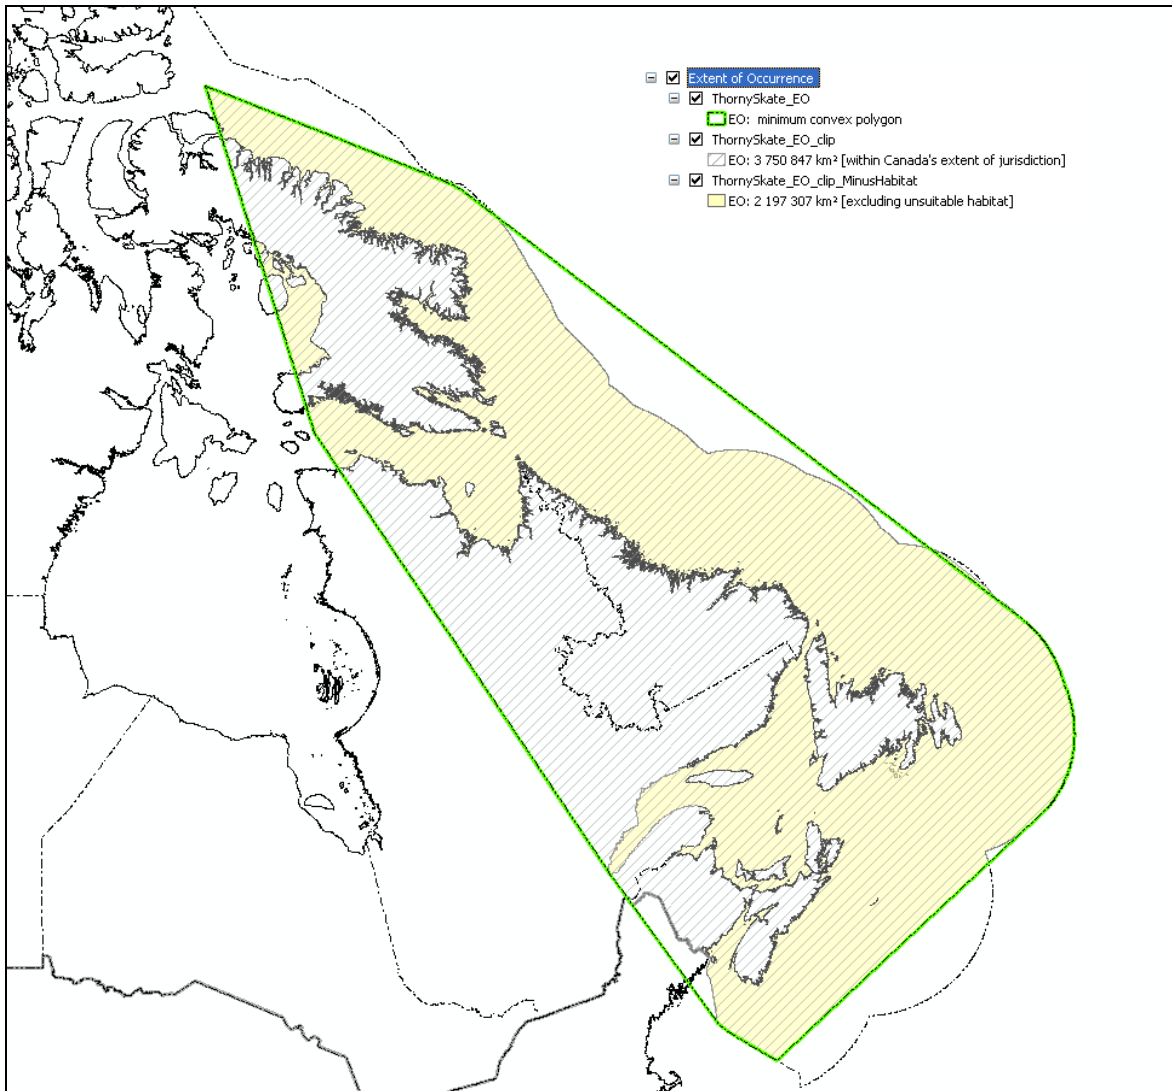 Extent of Occurrence
ThornySkate_EO
EO: minimum convex polygon
ThornySkate_EO_clip
EO: 3 750 847 km² [within Canada's extent of jurisdiction]
ThornySkate_EO_clip_MinusHabitat
EO: 2 197 307 km² [excluding unsuitable habitat]